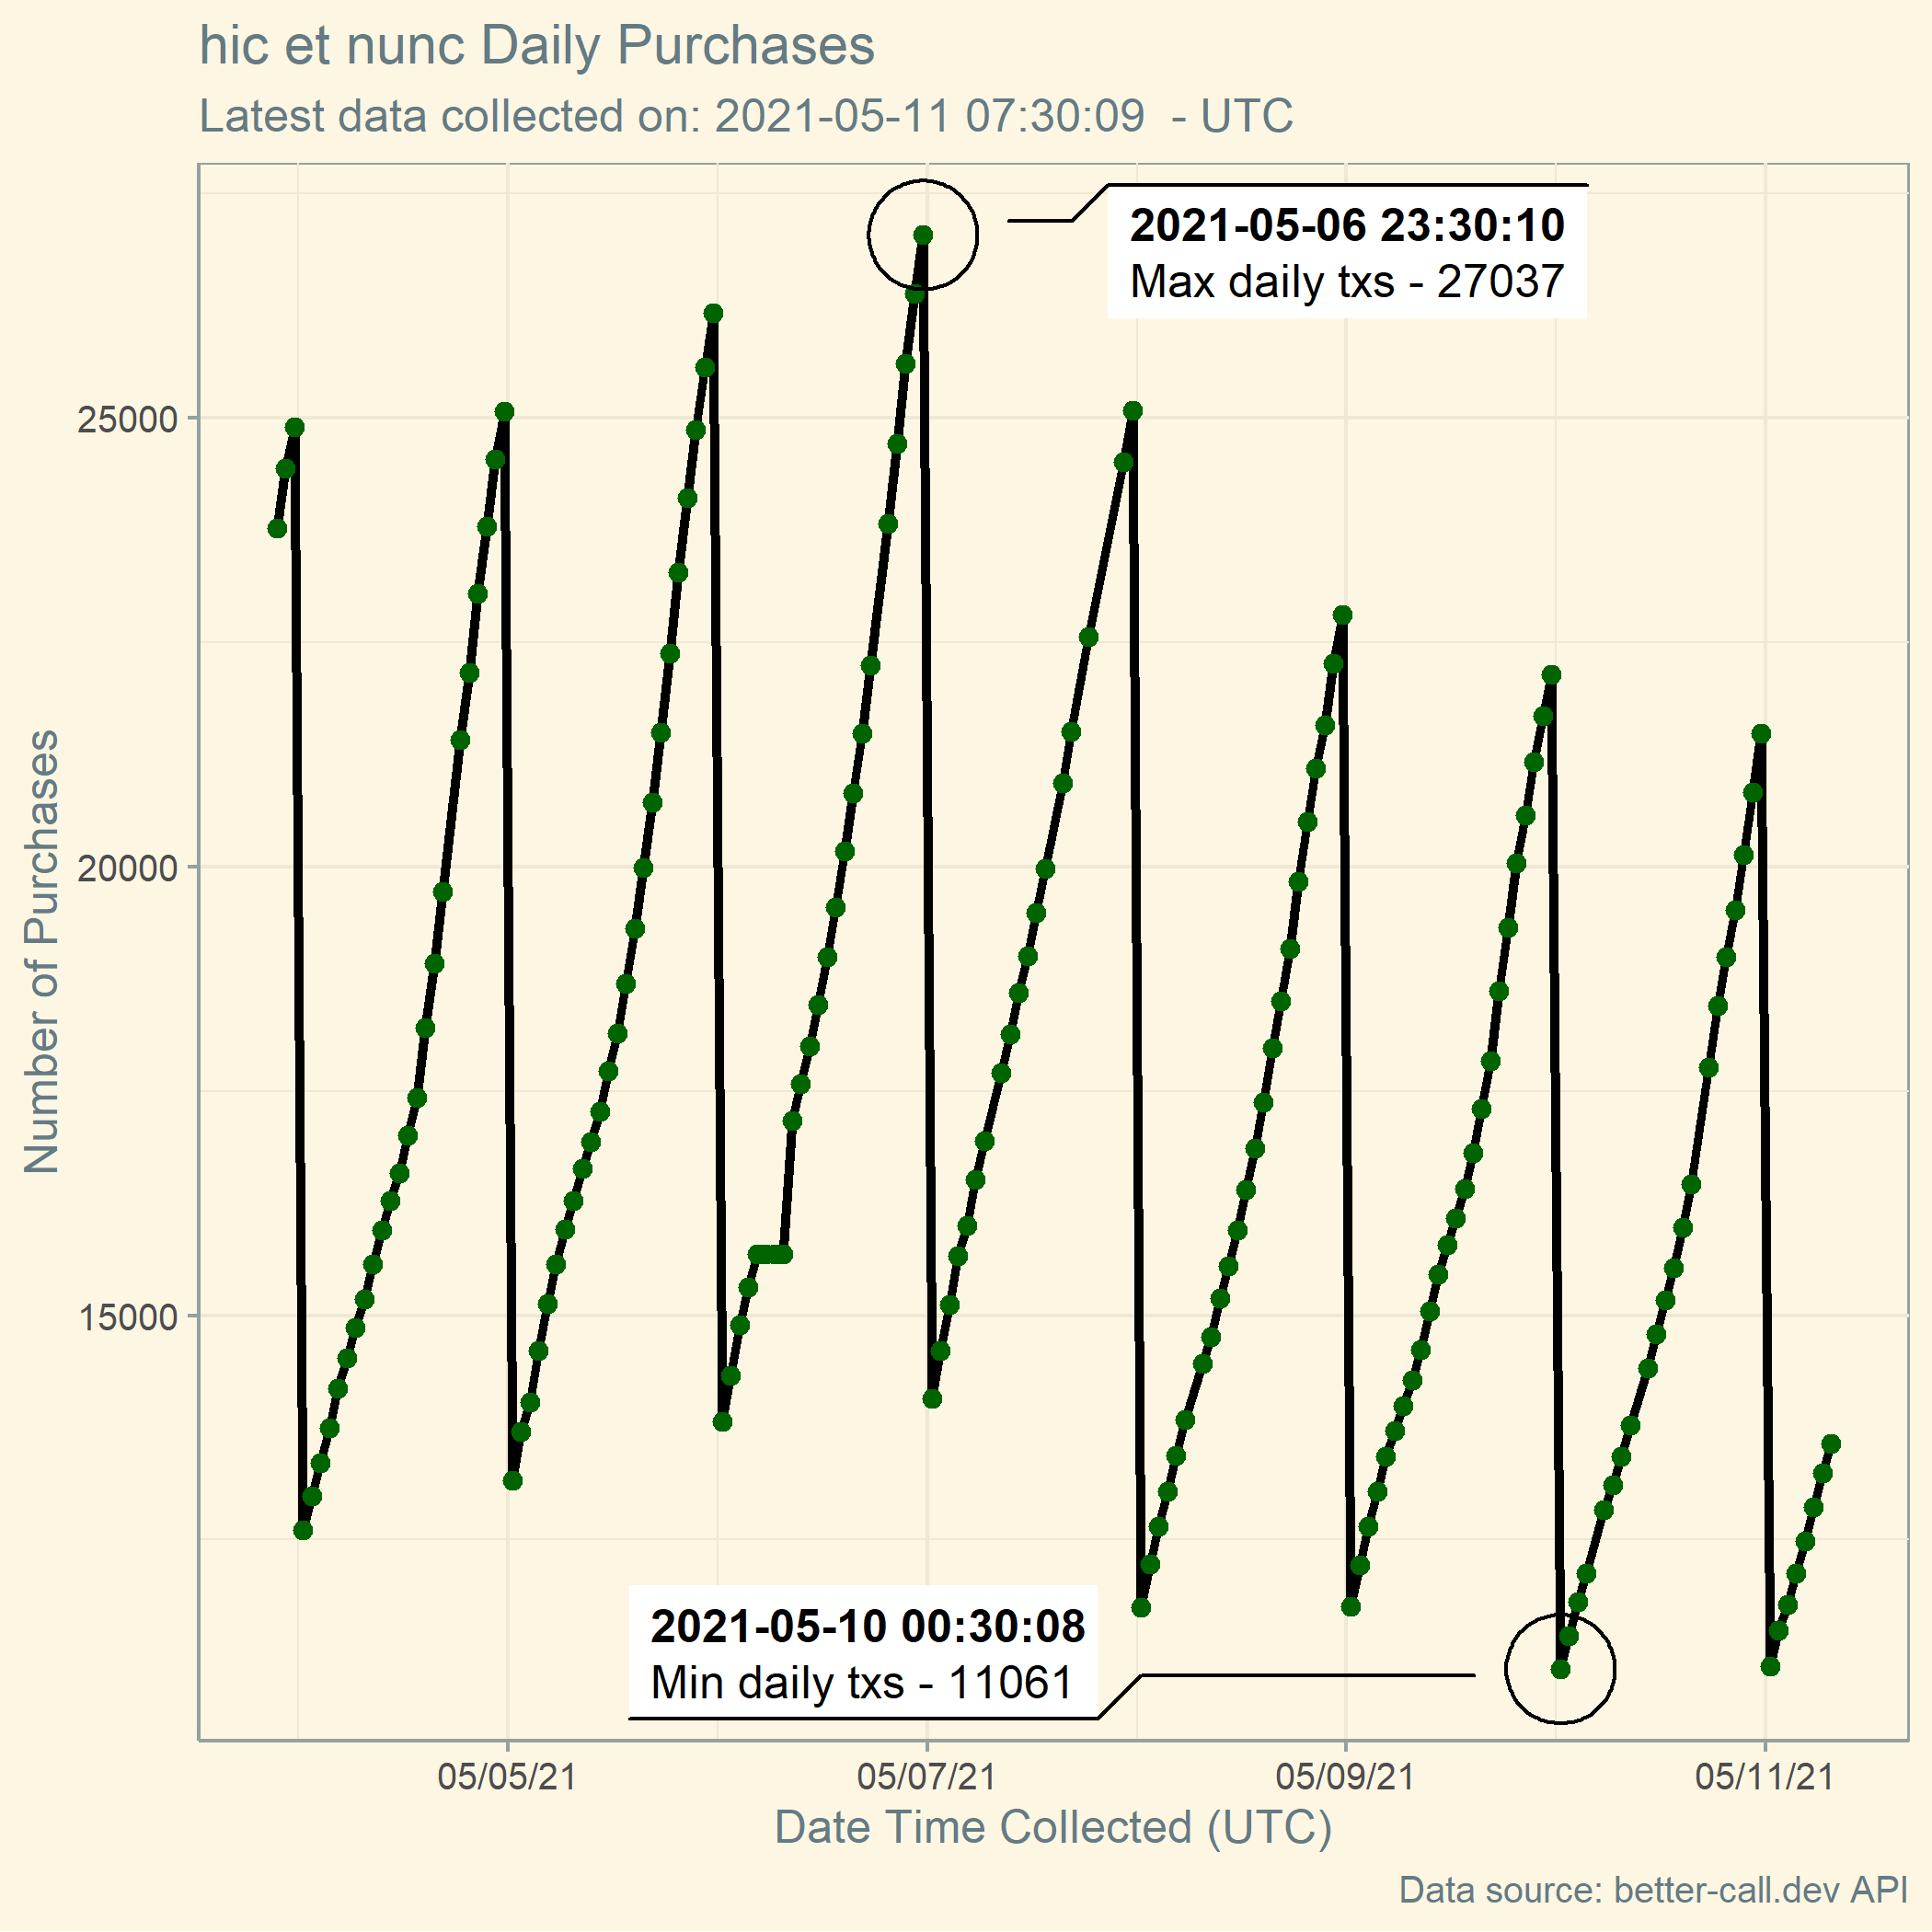 hic et nunc Daily Purchases
Latest data collected on: 2021-05-11 07:30:09  - UTC
2021-05-06 23:30:10
Max daily txs - 27037
25000
20000
15000
Number of Purchases
2021-05-10 00:30:08
Min daily txs - 11061
05/05/21 05/07/21 05/09/21 05/11/21
Date Time Collected (UTC)
Data source: better-call.dev API